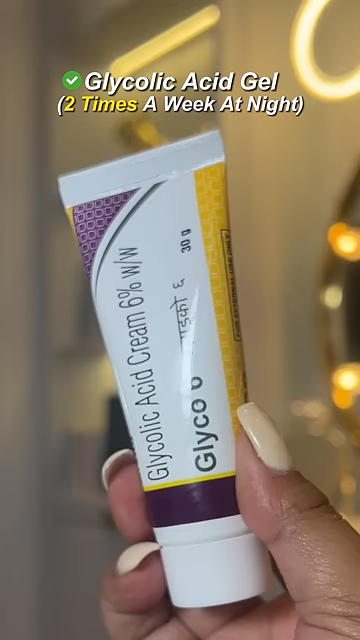 Glycolic Acid Gel
(2 Times A Week At Night)
Glycolic Acid Cream 6% w/w
Glyco 6
30 g
FOR EXTERNAL USE ONLY